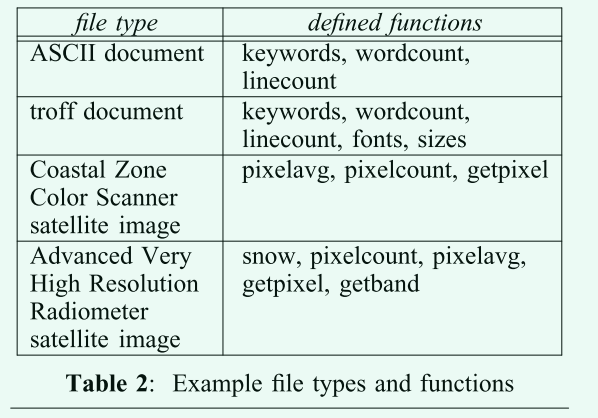 file type defined functions
ASCII document keywords, wordcount,
linecount
troff document keywords, wordcount,
linecount, fonts, sizes
Coastal Zone pixelavg, pixelcount, getpixel
Color Scanner
satellite image
Advanced Very snow, pixelcount, pixelavg,
High Resolution getpixel, getband
Radiometer
satellite image
Table 2: Example file types and functions